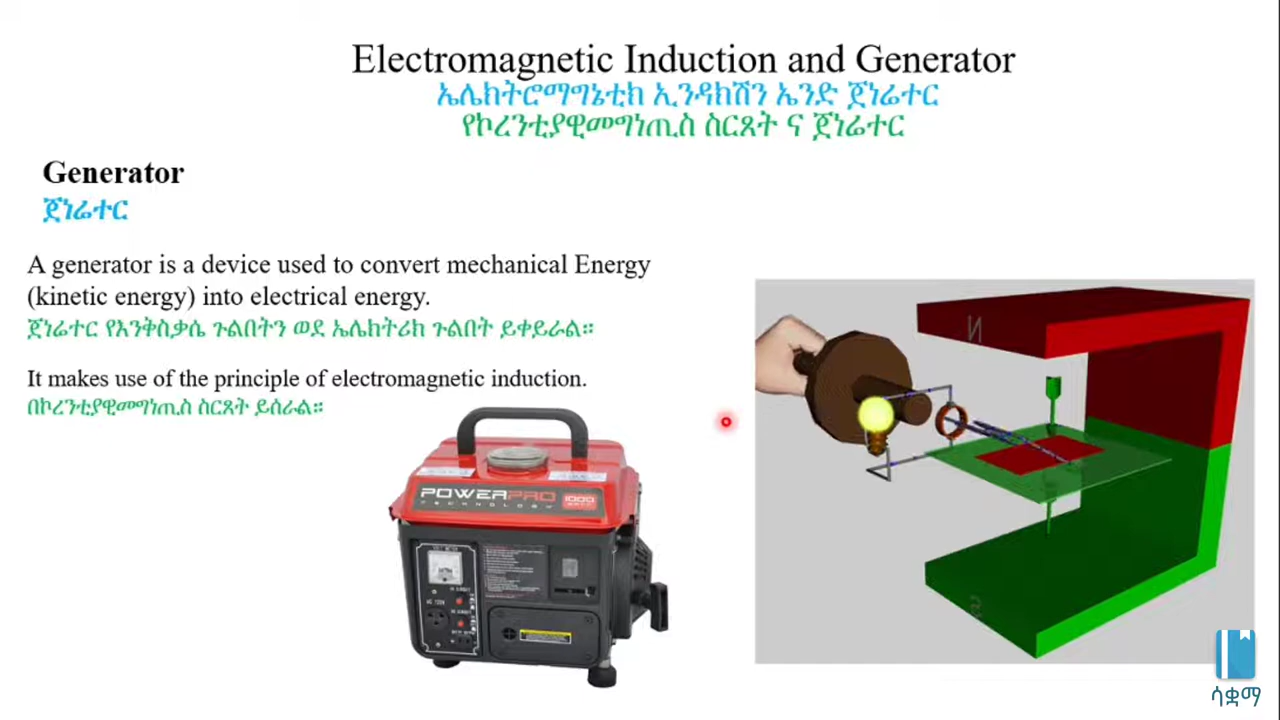 Electromagnetic Induction and Generator
ኤሌክትሮማግኔቲክ ኢንዳክሽን ኤንድ ጀነሬተር
የኮረንቲያዊመግነጢስ ስርጸት ና ጀነሬተር
Generator
ጀነሬተር
A generator is a device used to convert mechanical Energy
(kinetic energy) into electrical energy.
ጀነሬተር የእንቅስቃሴ ጉልበትን ወደ ኤሌክትሪክ ጉልበት ይቀይራል።
It makes use of the principle of electromagnetic induction.
በኮረንቲያዊመግነጢስ ስርጸት ይሰራል።
POWERPRO
TECHNOLOGY
1000
N
S
ሳቋማ